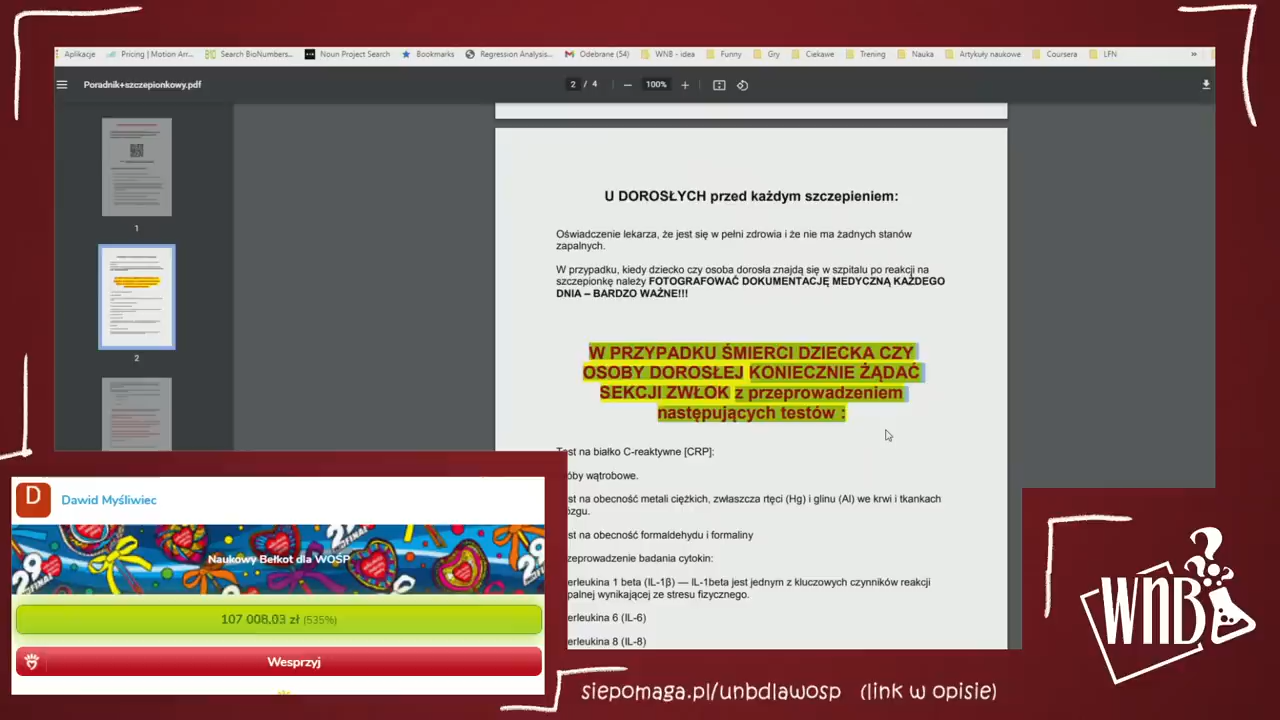 Aplikacje Pricing | Motion Arr... Search BioNumbers... Noun Project Search Bookmarks Regression Analysis... Odebrane (54) WNB - idea Funny Gry Ciekawe Trening Nauka Artykuły naukowe Coursera LFN »
Poradnik+szczepionkowy.pdf 2 / 4 100%
1
2
U DOROSŁYCH przed każdym szczepieniem:
Oświadczenie lekarza, że jest się w pełni zdrowia i że nie ma żadnych stanów
zapalnych.
W przypadku, kiedy dziecko czy osoba dorosła znajdą się w szpitalu po reakcji na
szczepionkę należy FOTOGRAFOWAĆ DOKUMENTACJĘ MEDYCZNĄ KAŻDEGO
DNIA – BARDZO WAŻNE!!!
W PRZYPADKU ŚMIERCI DZIECKA CZY
OSOBY DOROSŁEJ KONIECZNIE ŻĄDAĆ
SEKCJI ZWŁOK z przeprowadzeniem
następujących testów :
st na białko C-reaktywne [CRP]:
óby wątrobowe.
st na obecność metali ciężkich, zwłaszcza rtęci (Hg) i glinu (Al) we krwi i tkankach
ózgu.
st na obecność formaldehydu i formaliny
zeprowadzenie badania cytokin:
erleukina 1 beta (IL-1β) — IL-1beta jest jednym z kluczowych czynników reakcji
palnej wynikającej ze stresu fizycznego.
erleukina 6 (IL-6)
erleukina 8 (IL-8)
D Dawid Myśliwiec
29
FINAŁ
Naukowy Bełkot dla WOŚP
107 008,03 zł (535%)
Wesprzyj
siepomaga.pl/unbdlawosp (link w opisie)
WNB